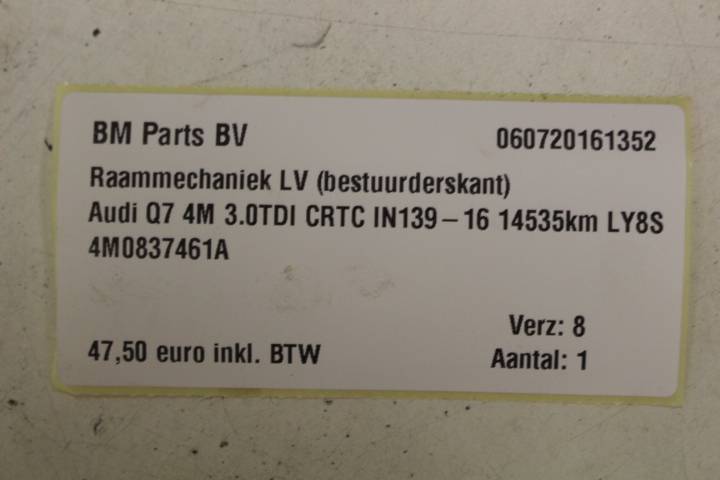 BM Parts BV 060720161352
Raammechaniek LV (bestuurderskant)
Audi Q7 4M 3.0TDI CRTC IN139-16 14535km LY8S
4M0837461A
Verz: 8
47,50 euro inkl. BTW Aantal: 1